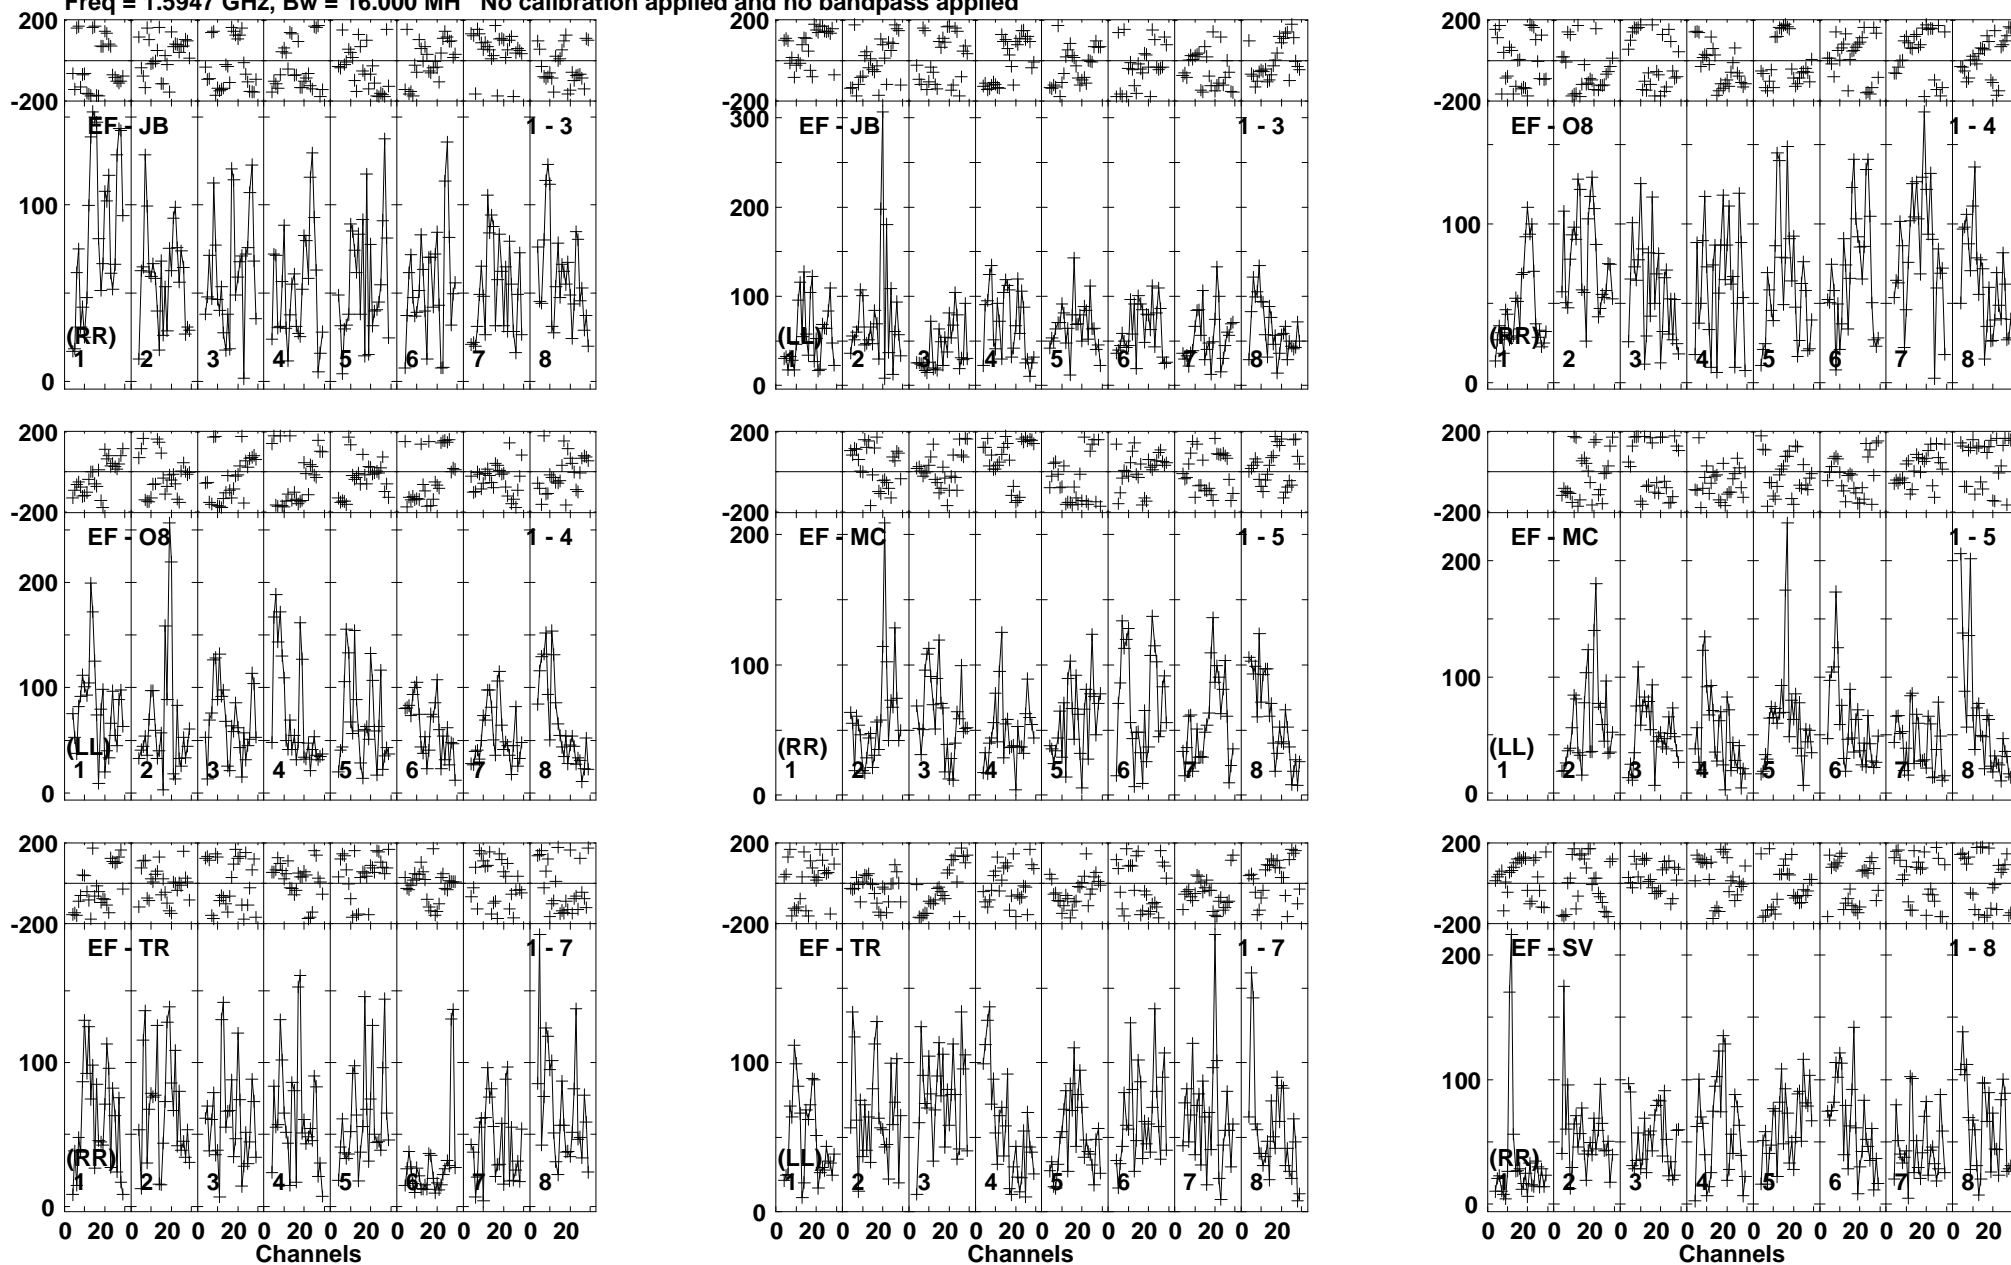 Freq = 1.5947 GHz, Bw = 16.000 MH No calibration applied and no bandpass applied
200 200 200
-200 -200 -200
EF - JB 1 - 3 300 EF - JB 1 - 3 EF - O8 1 - 4
100 200 100
100
(RR) (LL) (RR)
1 2 3 4 5 6 7 8 1 2 3 4 5 6 7 8 1 2 3 4 5 6 7 8
0 0 0
200 200 200
-200 -200 -200
EF - O8 1 - 4 200 EF - MC 1 - 5 EF - MC 1 - 5
200 200
100 100 100
(LL) (RR) (LL)
1 2 3 4 5 6 7 8 1 2 3 4 5 6 7 8 1 2 3 4 5 6 7 8
0 0 0
200 200 200
-200 -200 -200
EF - TR 1 - 7 EF - TR 1 - 7 200 EF - SV 1 - 8
100 100 100
(RR) (LL) (RR)
1 2 3 4 5 6 7 8 1 2 3 4 5 6 7 8 1 2 3 4 5 6 7 8
0 0 0
0 20 0 20 0 20 0 20 0 20 0 20 0 20 0 20 0 20 0 20 0 20 0 20 0 20 0 20 0 20 0 20 0 20 0 20 0 20 0 20 0 20 0 20 0 20 0 20
Channels Channels Channels